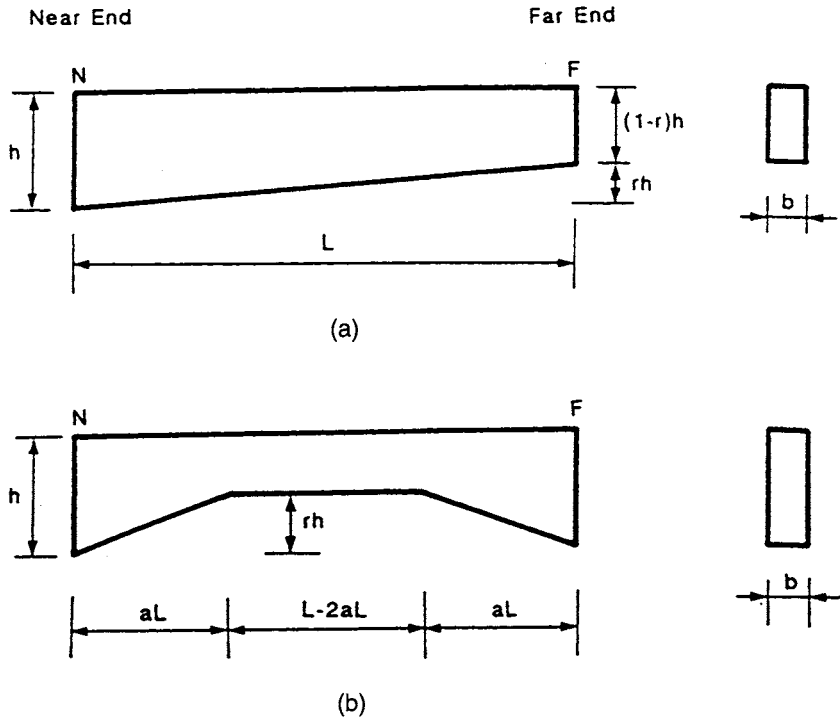 Near End
Far End
N
F
h
(1-r)h
rh
b
L
(a)
N
F
h
rh
b
aL
L-2aL
aL
(b)